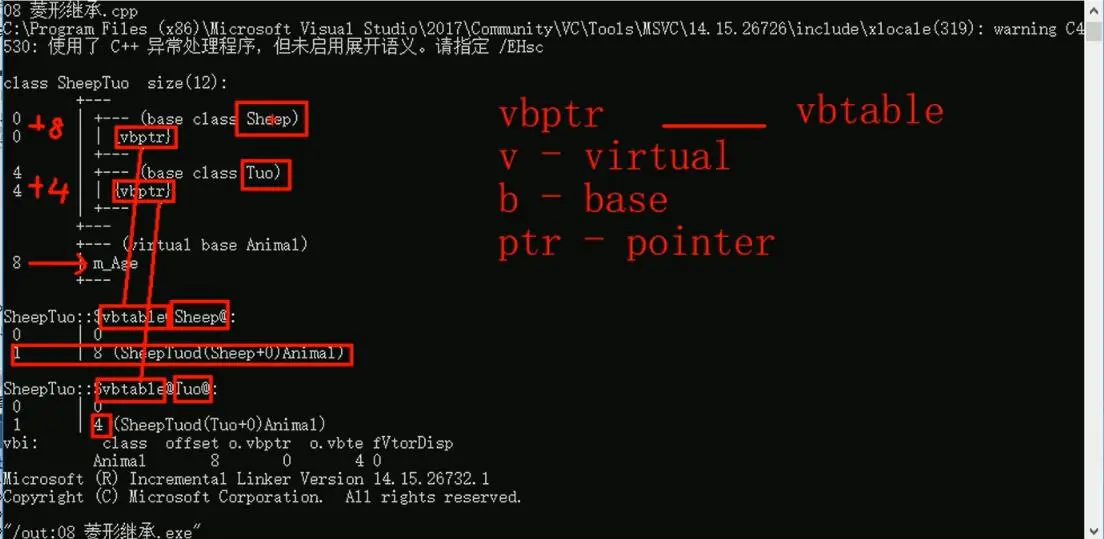 08 菱形继承.cpp
C:\Program Files (x86)\Microsoft Visual Studio\2017\Community\VC\Tools\MSVC\14.15.26726\include\xlocale(319): warning C4
530: 使用了 C++ 异常处理程序，但未启用展开语义。请指定 /EHsc
class SheepTuo size(12):
+---
0 +8 | +--- (base class Sheep)
0 | | {vbptr}
| +---
4 +4 | +--- (base class Tuo)
4 | | {vbptr}
| +---
+---
+--- (virtual base Animal)
8 | m_Age
+---
vbptr ____ vbtable
v - virtual
b - base
ptr - pointer
SheepTuo::$vbtable@Sheep@:
0 | 0
1 | 8 (SheepTuod(Sheep+0)Animal)
SheepTuo::$vbtable@Tuo@:
0 | 0
1 | 4 (SheepTuod(Tuo+0)Animal)
vbi: class offset o.vbptr o.vbte fVtorDisp
Animal 8 0 4 0
Microsoft (R) Incremental Linker Version 14.15.26732.1
Copyright (C) Microsoft Corporation. All rights reserved.
"/out:08 菱形继承.exe"